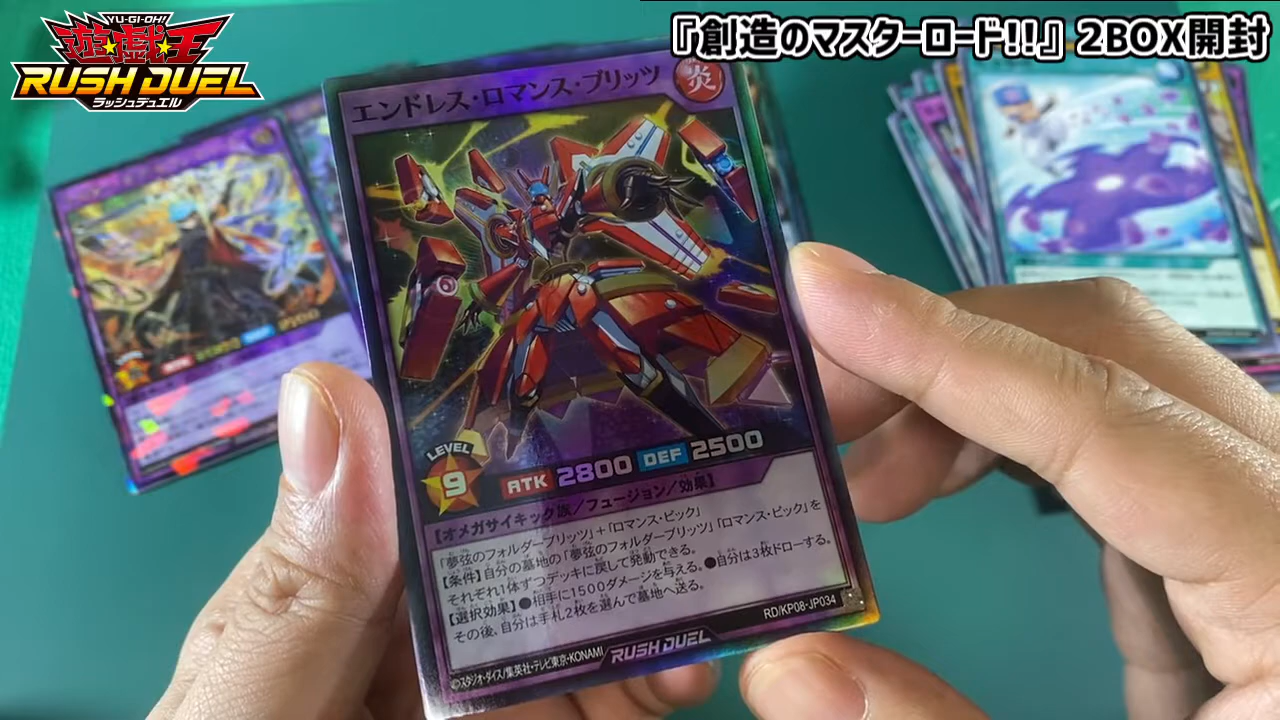 YU-GI-OH!
遊☆戯☆王
RUSH DUEL
ラッシュデュエル
『創造のマスターロード!!』 2BOX開封
エンドレス・ロマンス・ブリッツ
炎
LEVEL
9
ATK 2800 DEF 2500
【オメガサイキック族/フュージョン/効果】
「夢弦のフォルダーブリッツ」+「ロマンス・ピック」
【条件】自分の墓地の「夢弦のフォルダーブリッツ」「ロマンス・ピック」を
それぞれ1体ずつデッキに戻して発動できる。
【選択効果】●相手に1500ダメージを与える。●自分は3枚ドローする。
その後、自分は手札2枚を選んで墓地へ送る。
RD/KP08-JP034
©スタジオ・ダイス/集英社・テレビ東京・KONAMI
RUSH DUEL